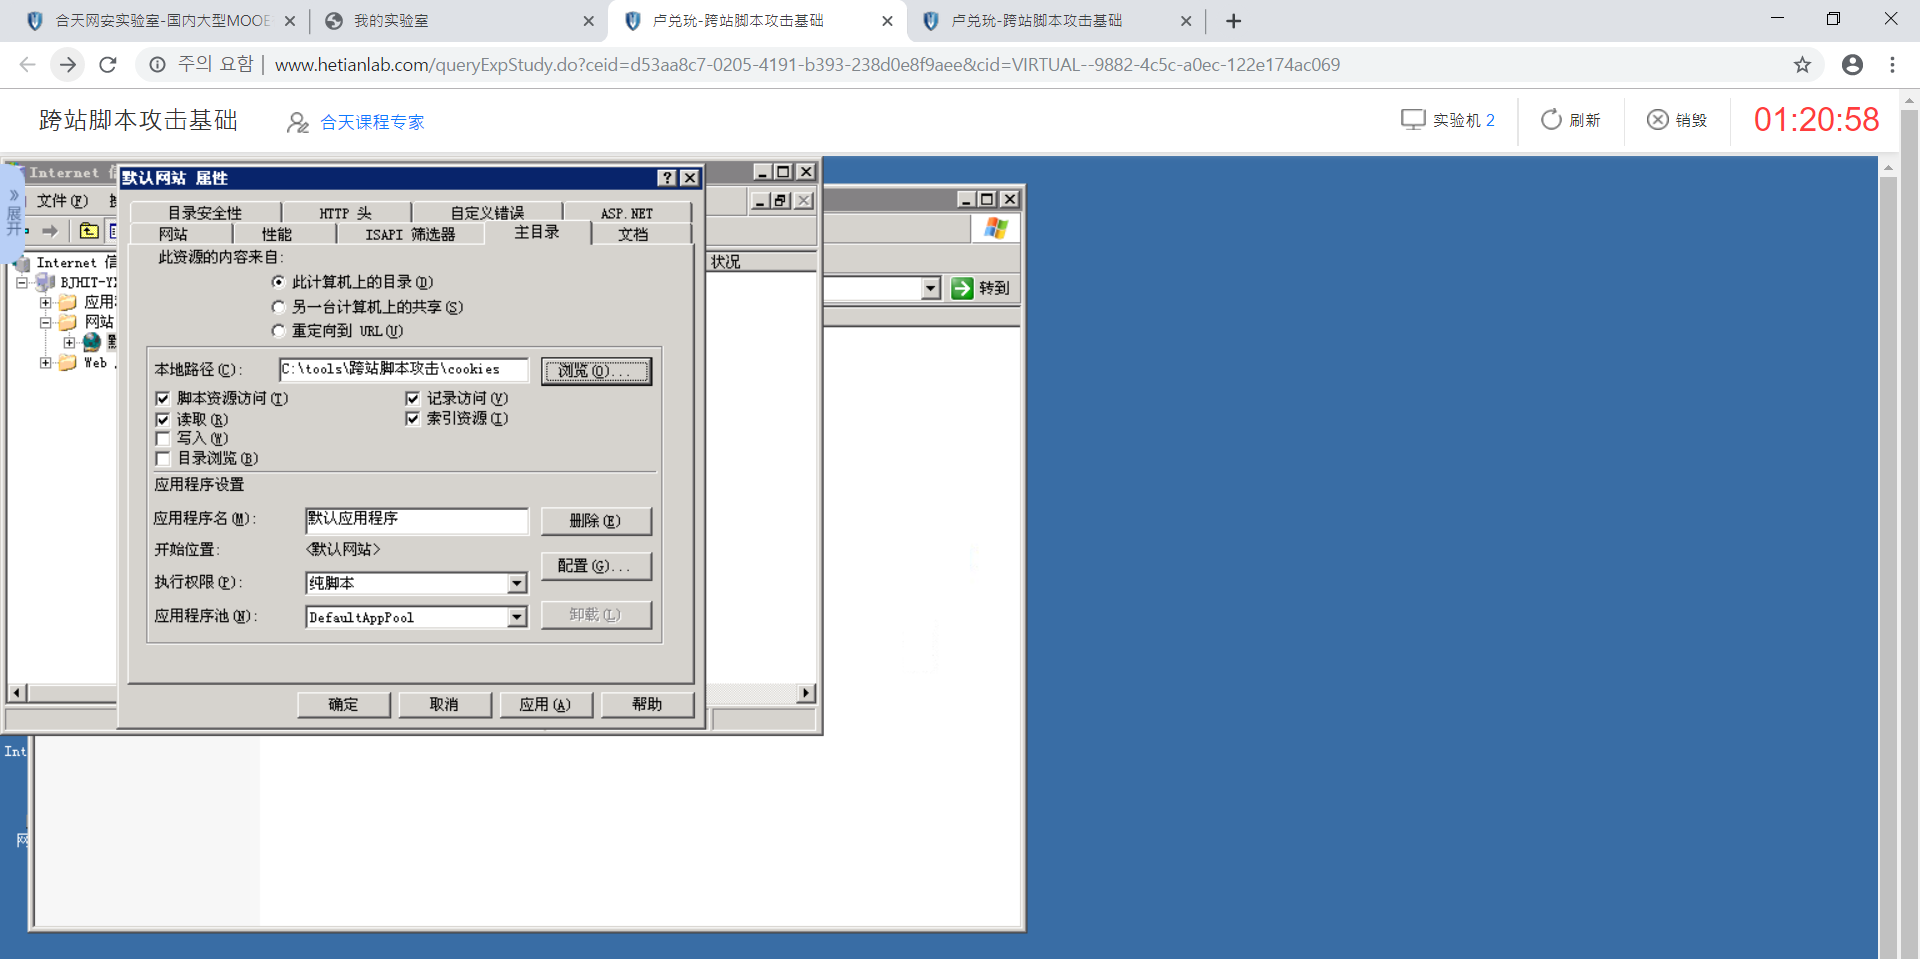 合天网安实验室-国内大型MOOE
我的实验室
卢兑玧-跨站脚本攻击基础
卢兑玧-跨站脚本攻击基础
주의 요함
www.hetianlab.com/queryExpStudy.do?ceid=d53aa8c7-0205-4191-b393-238d0e8f9aee&cid=VIRTUAL--9882-4c5c-a0ec-122e174ac069
跨站脚本攻击基础
合天课程专家
实验机 2
刷新
销毁
01:20:58
Internet 信
默认网站 属性
»
展
开
文件(F)
目录安全性
HTTP 头
自定义错误
ASP.NET
网站
性能
ISAPI 筛选器
主目录
文档
此资源的内容来自:
Internet 信
状况
BJHIT-YX
此计算机上的目录(D)
应用
另一台计算机上的共享(S)
转到
网站
重定向到 URL(U)
默
Web
本地路径(C):
C:\tools\跨站脚本攻击\cookies
浏览(O)...
脚本资源访问(T)
记录访问(V)
读取(R)
索引资源(I)
写入(W)
目录浏览(B)
应用程序设置
应用程序名(M):
默认应用程序
删除(E)
开始位置:
<默认网站>
配置(G)...
执行权限(P):
纯脚本
应用程序池(N):
DefaultAppPool
卸载(L)
确定
取消
应用(A)
帮助
Int
网